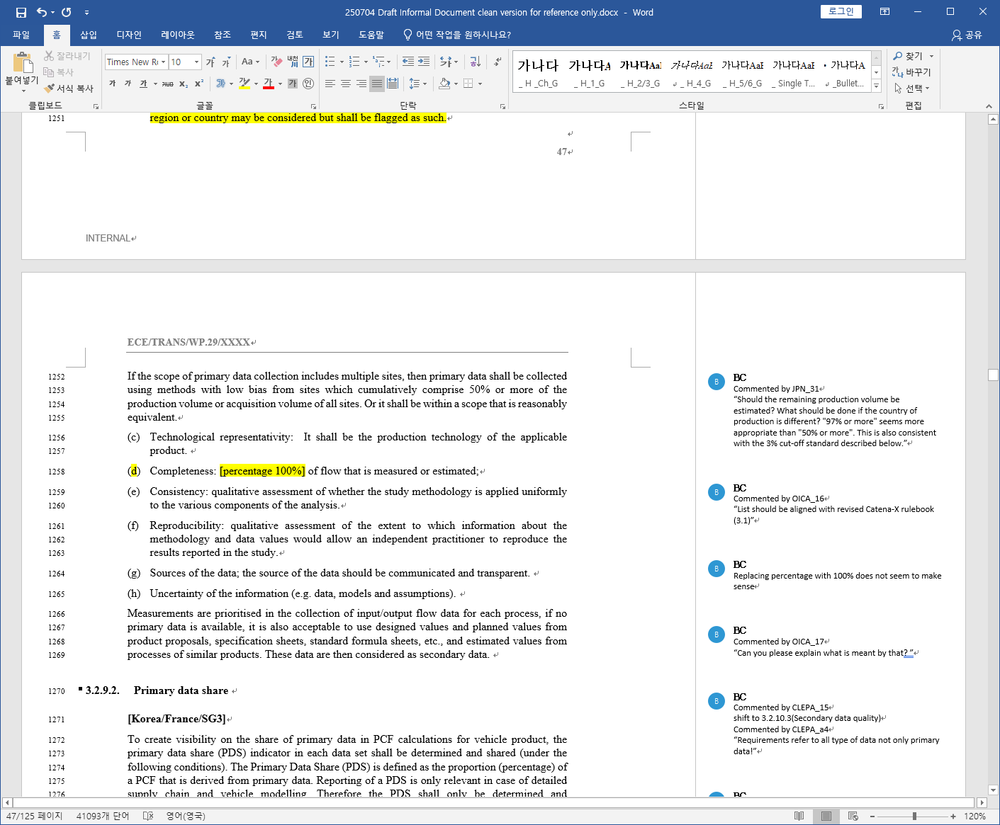 250704 Draft Informal Document clean version for reference only.docx - Word
로그인
파일 홈 삽입 디자인 레이아웃 참조 편지 검토 보기 도움말 어떤 작업을 원하시나요? 공유
붙여넣기
잘라내기
복사
서식 복사
클립보드
Times New R 10
글꼴
단락
가나다 가나다 가나다Aa 가나다Aa 가나다Aa 가나다Aa 가나다A
_ H _Ch_G _ H_1_G _ H_2/3_G _ H_4_G _ H_5/6_G _ Single T... _Bullet...
스타일
찾기
바꾸기
선택
편집
1251 region or country may be considered but shall be flagged as such.
47
INTERNAL
ECE/TRANS/WP.29/XXXX
1252 If the scope of primary data collection includes multiple sites, then primary data shall be collected
1253 using methods with low bias from sites which cumulatively comprise 50% or more of the
1254 production volume or acquisition volume of all sites. Or it shall be within a scope that is reasonably
1255 equivalent.
1256 (c) Technological representativity: It shall be the production technology of the applicable
1257 product.
1258 (d) Completeness: [percentage 100%] of flow that is measured or estimated;
1259 (e) Consistency: qualitative assessment of whether the study methodology is applied uniformly
1260 to the various components of the analysis.
1261 (f) Reproducibility: qualitative assessment of the extent to which information about the
1262 methodology and data values would allow an independent practitioner to reproduce the
1263 results reported in the study.
1264 (g) Sources of the data; the source of the data should be communicated and transparent.
1265 (h) Uncertainty of the information (e.g. data, models and assumptions).
1266 Measurements are prioritised in the collection of input/output flow data for each process, if no
1267 primary data is available, it is also acceptable to use designed values and planned values from
1268 product proposals, specification sheets, standard formula sheets, etc., and estimated values from
1269 processes of similar products. These data are then considered as secondary data.
1270 3.2.9.2. Primary data share
1271 [Korea/France/SG3]
1272 To create visibility on the share of primary data in PCF calculations for vehicle product, the
1273 primary data share (PDS) indicator in each data set shall be determined and shared (under the
1274 following conditions). The Primary Data Share (PDS) is defined as the proportion (percentage) of
1275 a PCF that is derived from primary data. Reporting of a PDS is only relevant in case of detailed
1276 supply chain and vehicle modelling. Therefore the PDS shall only be determined and
B BC
Commented by JPN_31
“Should the remaining production volume be
estimated? What should be done if the country of
production is different? "97% or more" seems more
appropriate than "50% or more". This is also consistent
with the 3% cut-off standard described below.”
B BC
Commented by OICA_16
“List should be aligned with revised Catena-X rulebook
(3.1)”
B BC
Replacing percentage with 100% does not seem to make
sense
B BC
Commented by OICA_17
“Can you please explain what is meant by that? ”
B BC
Commented by CLEPA_15
shift to 3.2.10.3(Secondary data quality)
Commented by CLEPA_a4
“Requirements refer to all type of data not only primary
data!”
BC
47/125 페이지 41093개 단어 영어(영국) 120%